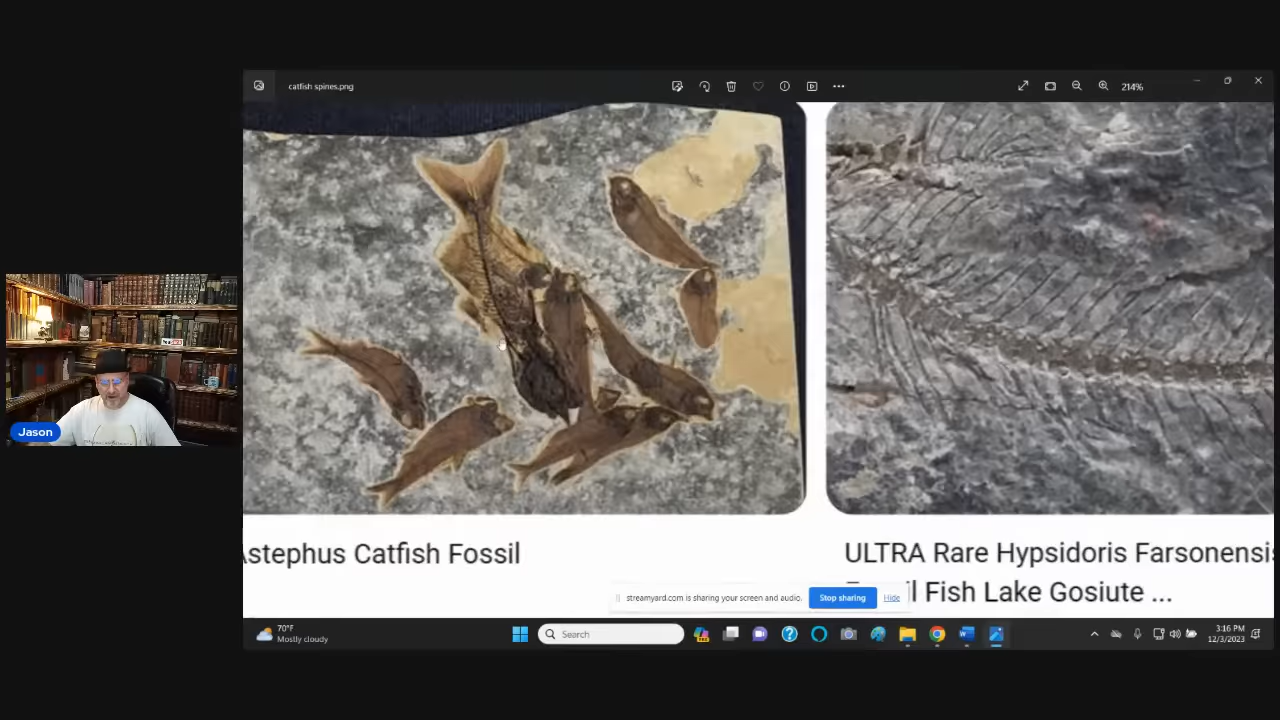 catfish spines.png
214%
Jason
Astephus Catfish Fossil
ULTRA Rare Hypsidoris Farsonensis
Fish Lake Gosiute ...
streamyard.com is sharing your screen and audio.
Stop sharing
Hide
70°F
Mostly cloudy
Search
3:16 PM
12/3/2023